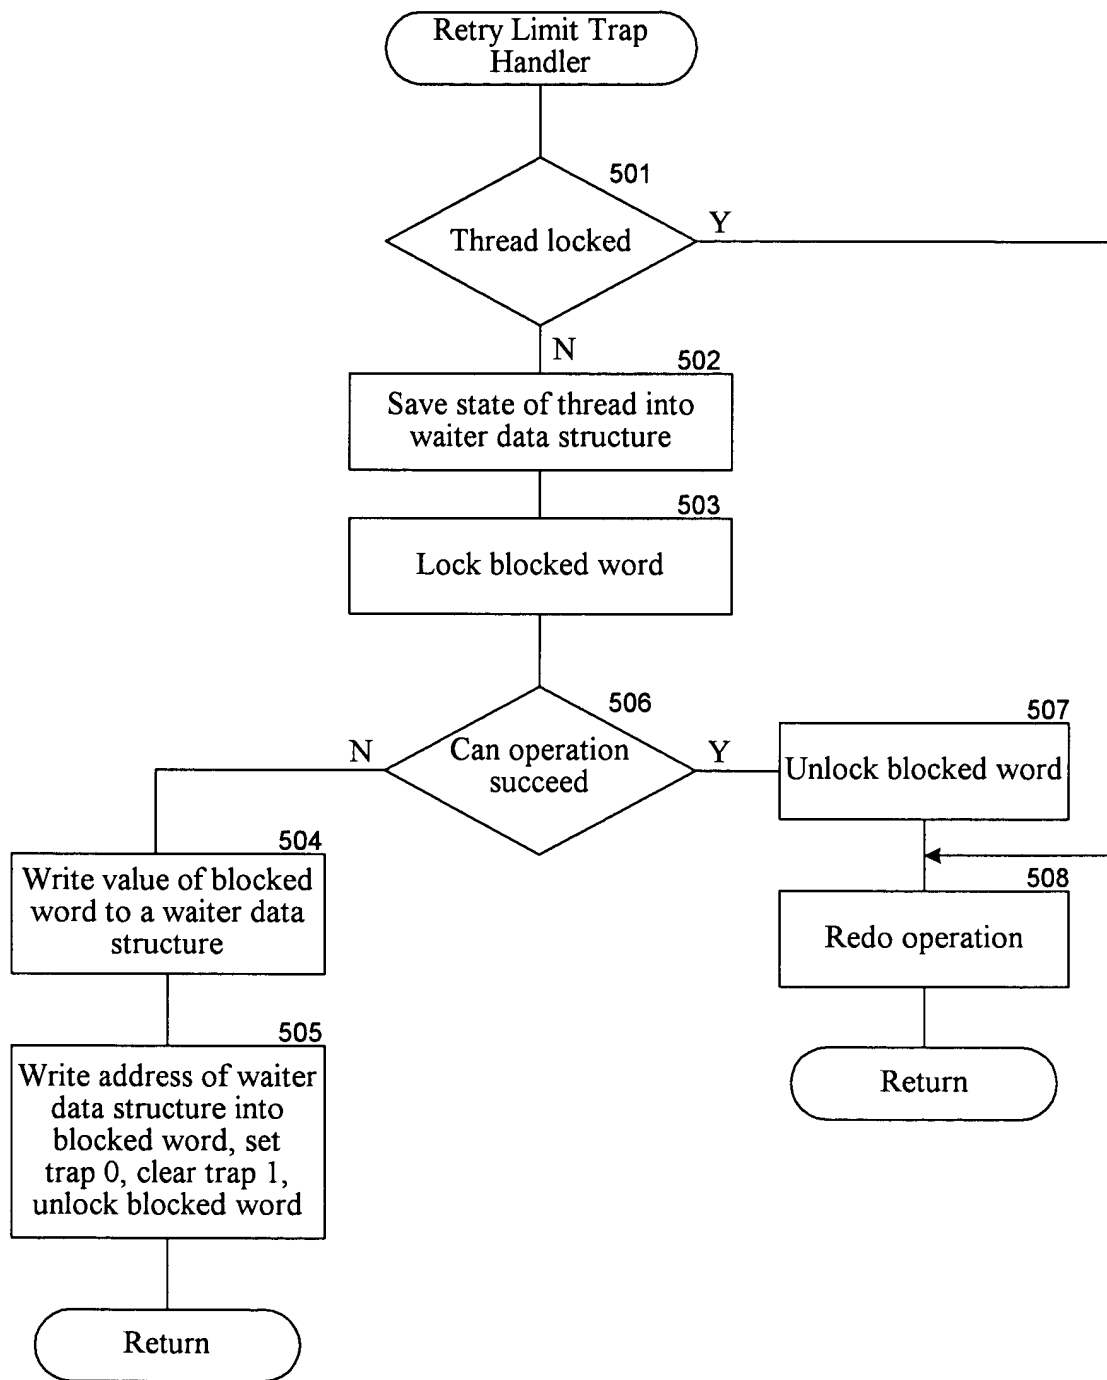 Retry Limit Trap
Handler
501
Thread locked
Y
N
502
Save state of thread into
waiter data structure
503
Lock blocked word
506
Can operation
succeed
N
Y
507
Unlock blocked word
504
Write value of blocked
word to a waiter data
structure
508
Redo operation
505
Write address of waiter
data structure into
blocked word, set
trap 0, clear trap 1,
unlock blocked word
Return
Return